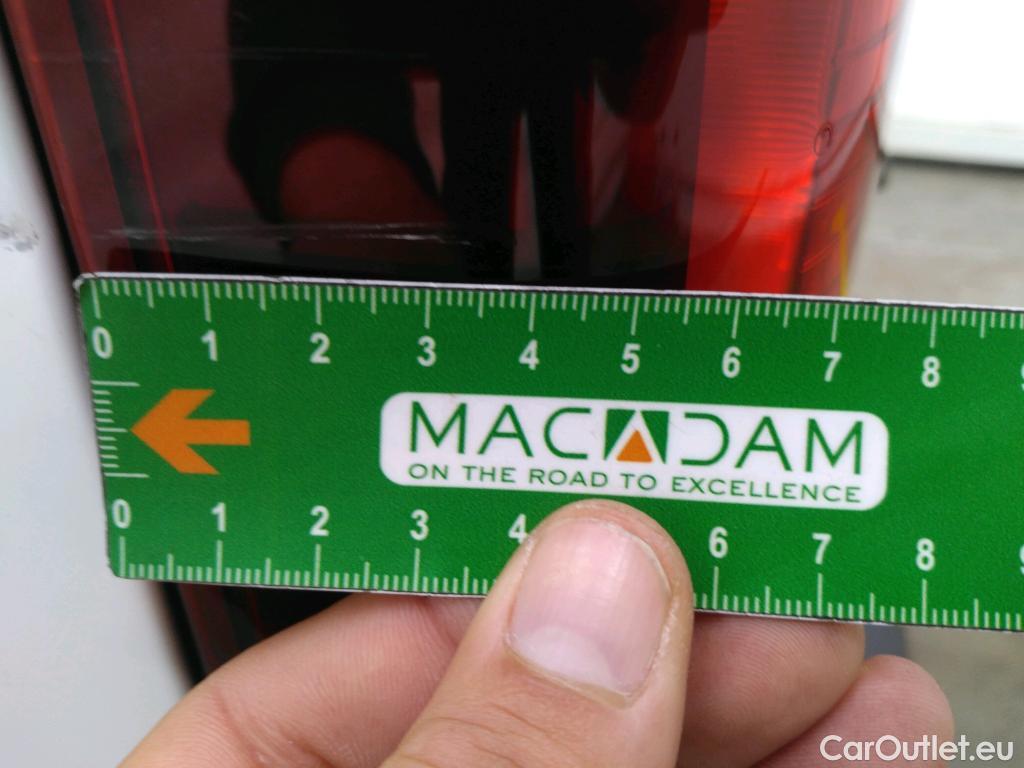 0 1 2 3 4 5 6 7 8
MACADAM
ON THE ROAD TO EXCELLENCE
0 1 2 3 4 6 7 8
CarOutlet.eu